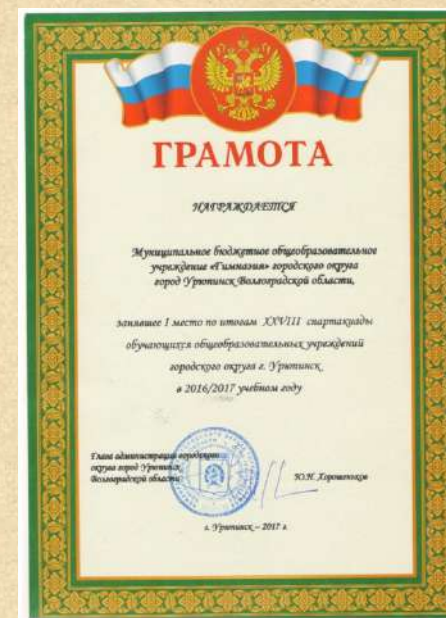 ГРАМОТА
НАГРАЖДАЕТСЯ
Муниципальное бюджетное общеобразовательное
учреждение «Гимназия» городского округа
город Урюпинск Волгоградской области,
занявшее I место по итогам XXVIII спартакиады
обучающихся общеобразовательных учреждений
городского округа г. Урюпинск
в 2016/2017 учебном году
Глава администрации городского
округа город Урюпинск
Волгоградской области
Ю.Н. Хорошеньков
г. Урюпинск – 2017 г.